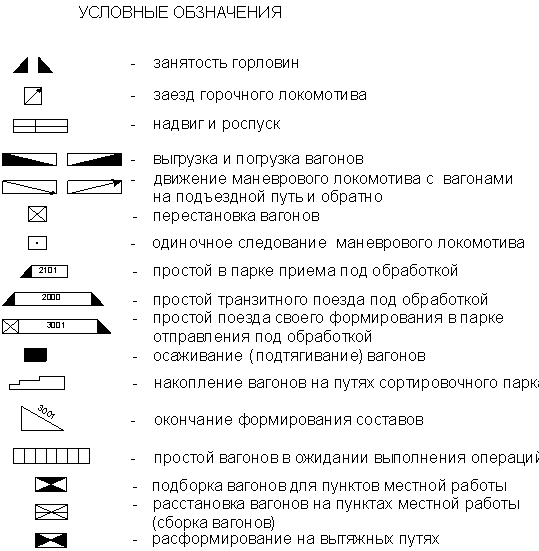 УСЛОВНЫЕ ОБЗНАЧЕНИЯ
- занятость горловин
- заезд горочного локомотива
- надвиг и роспуск
- выгрузка и погрузка вагонов
- движение маневрового локомотива с вагонами
на подъездной путь и обратно
- перестановка вагонов
- одиночное следование маневрового локомотива
2101 - простой в парке приема под обработкой
2000 - простой транзитного поезда под обработкой
- простой поезда своего формирования в парке
3001
отправления под обработкой
- осаживание (подтягивание) вагонов
- накопление вагонов на путях сортировочного парка
3001 - окончание формирования составов
- простой вагонов в ожидании выполнения операций
- подборка вагонов для пунктов местной работы
- расстановка вагонов на пунктах местной работы
(сборка вагонов)
- расформирование на вытяжных путях